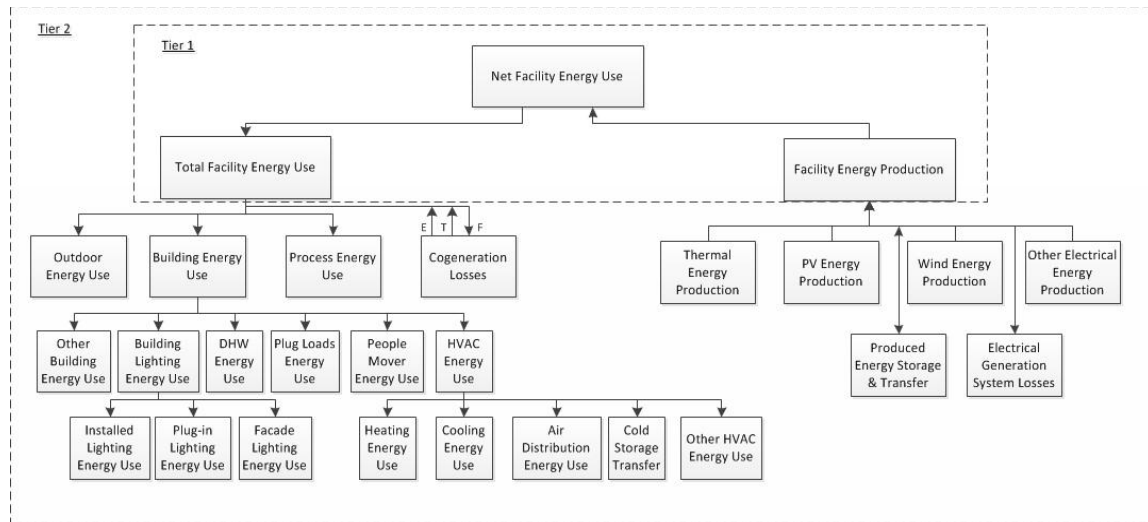 Tier 2
Tier 1
Net Facility Energy Use
Total Facility Energy Use
Facility Energy Production
E T F
Outdoor
Energy Use
Building Energy
Use
Process Energy
Use
Cogeneration
Losses
Thermal
Energy
Production
PV Energy
Production
Wind Energy
Production
Other Electrical
Energy
Production
Other
Building
Energy Use
Building
Lighting
Energy Use
DHW
Energy
Use
Plug Loads
Energy
Use
People
Mover
Energy Use
HVAC
Energy
Use
Produced
Energy Storage
& Transfer
Electrical
Generation
System Losses
Installed
Lighting
Energy Use
Plug-in
Lighting
Energy Use
Facade
Lighting
Energy Use
Heating
Energy
Use
Cooling
Energy
Use
Air
Distribution
Energy Use
Cold
Storage
Transfer
Other HVAC
Energy Use